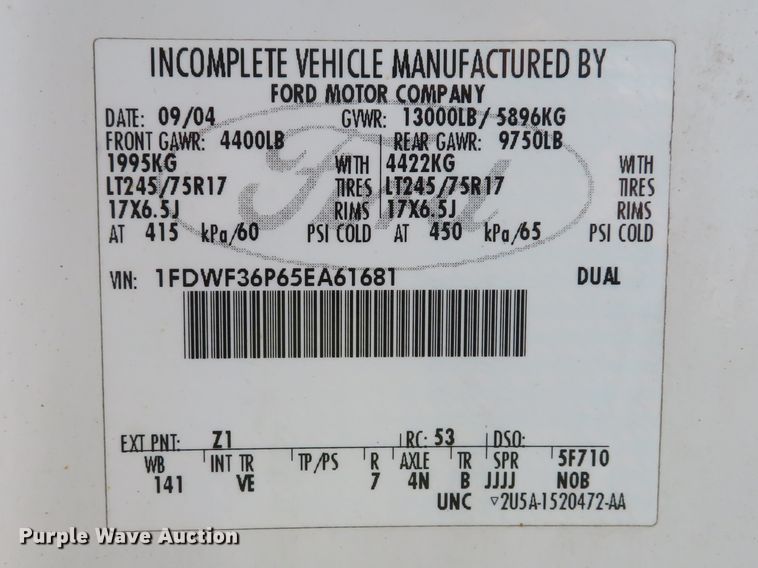 INCOMPLETE VEHICLE MANUFACTURED BY
FORD MOTOR COMPANY
DATE: 09/04 GVWR: 13000LB/ 5896KG
FRONT GAWR: 4400LB REAR GAWR: 9750LB
1995KG WITH 4422KG WITH
LT245/75R17 TIRES LT245/75R17 TIRES
17X6.5J RIMS 17X6.5J RIMS
AT 415 kPa/60 PSI COLD AT 450 kPa/65 PSI COLD
Ford
VIN: 1FDWF36P65EA61681 DUAL
EXT PNT: Z1 RC: 53 DSO:
WB INT TR TP/PS R AXLE TR SPR 5F710
141 VE 7 4N B JJJJ NOB
UNC ▽2U5A-1520472-AA
Purple Wave Auction